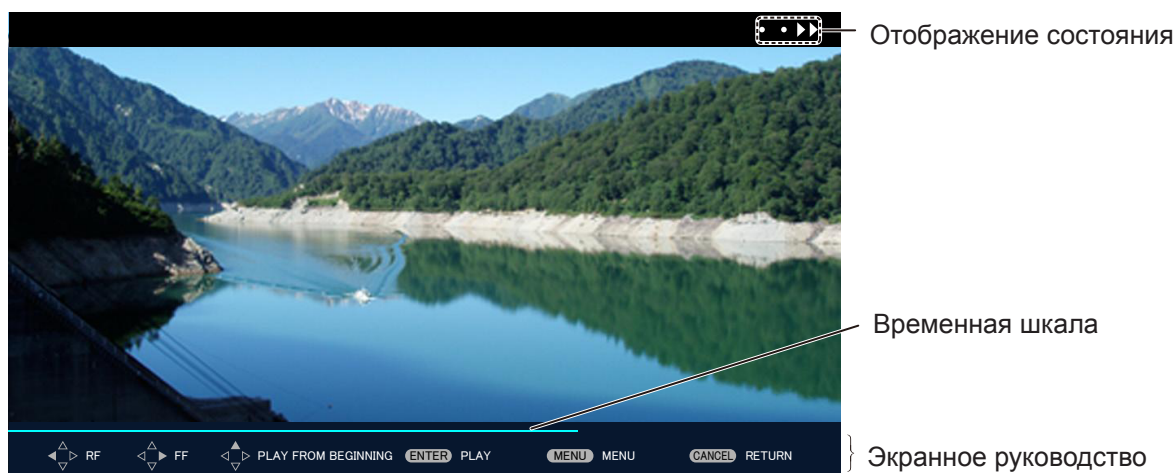 Отображение состояния
Временная шкала
RF FF PLAY FROM BEGINNING ENTER PLAY MENU MENU CANCEL RETURN
Экранное руководство